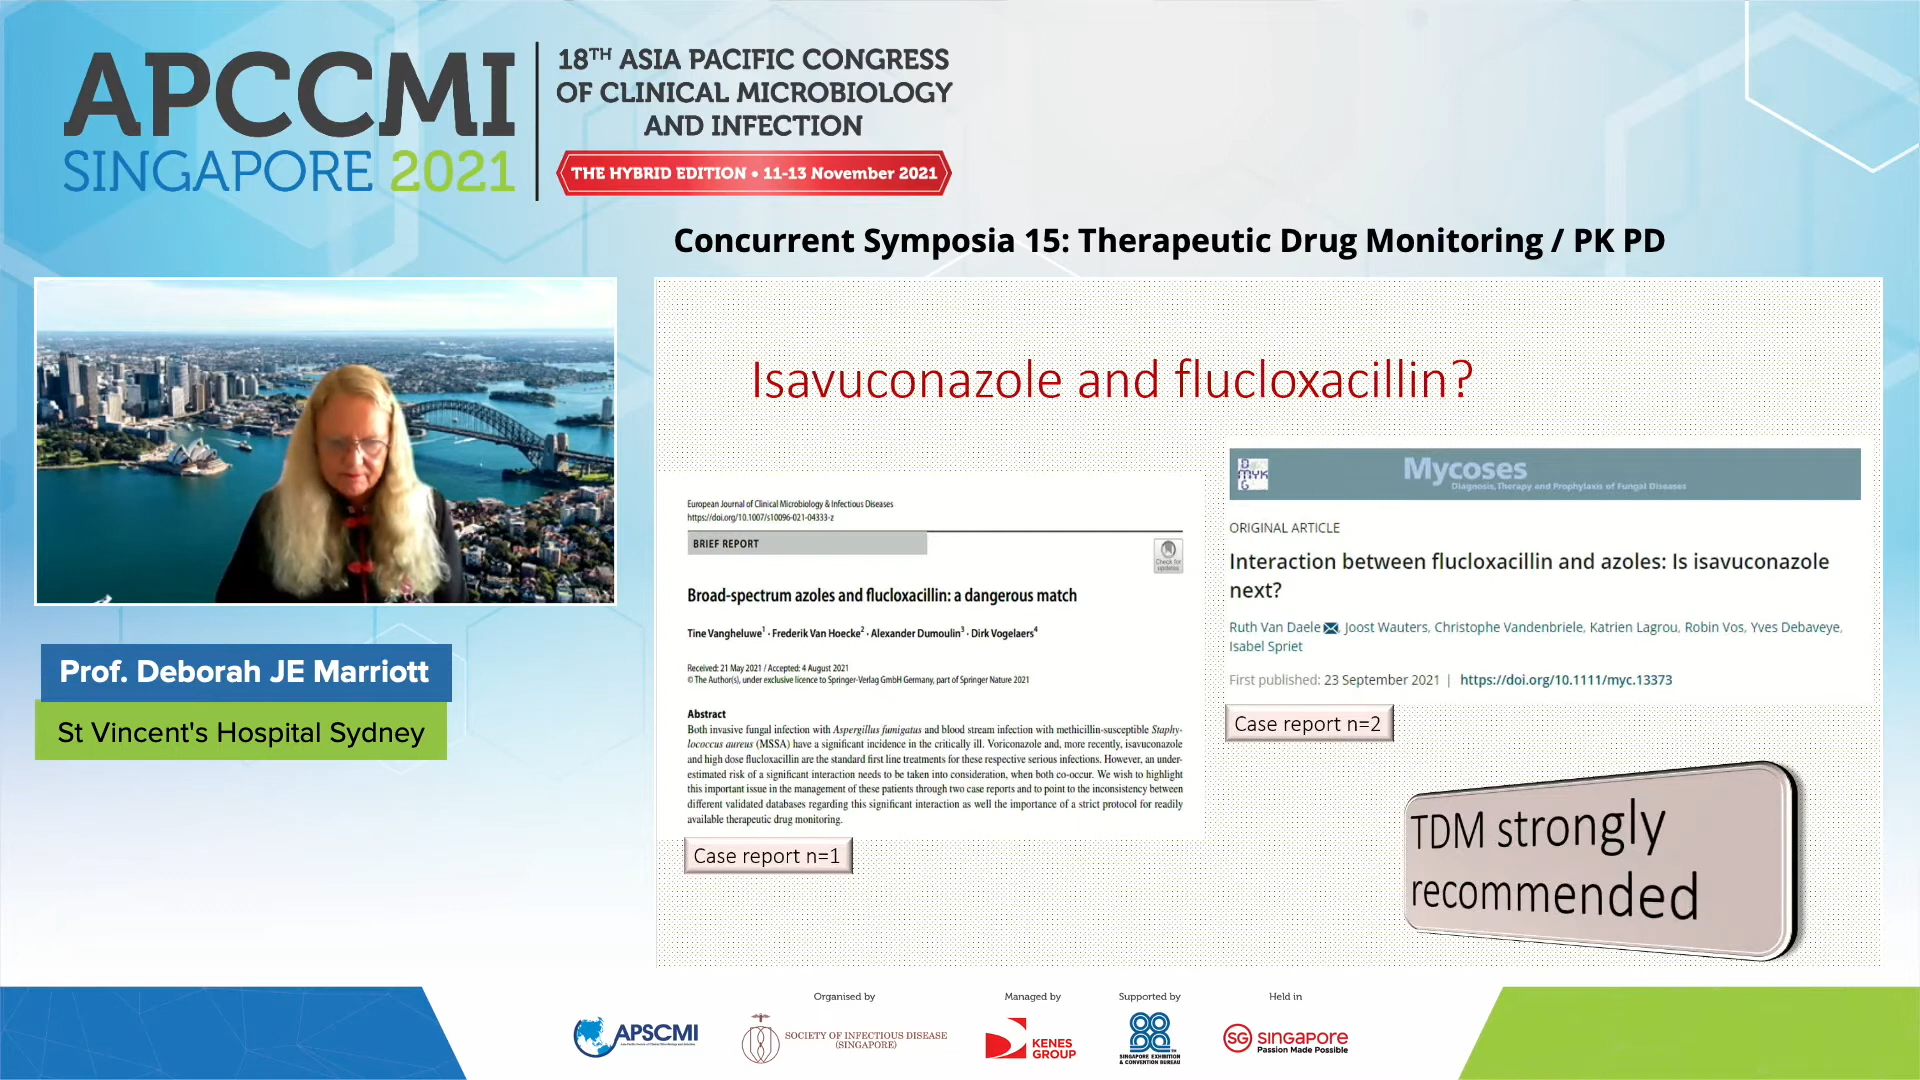 APCCMI
SINGAPORE 2021
18TH ASIA PACIFIC CONGRESS
OF CLINICAL MICROBIOLOGY
AND INFECTION
THE HYBRID EDITION • 11-13 November 2021
Concurrent Symposia 15: Therapeutic Drug Monitoring / PK PD
Prof. Deborah JE Marriott
St Vincent's Hospital Sydney
Isavuconazole and flucloxacillin?
European Journal of Clinical Microbiology & Infectious Diseases
https://doi.org/10.1007/s10096-021-04333-z
BRIEF REPORT
Check for
updates
Broad-spectrum azoles and flucloxacillin: a dangerous match
Tine Vangheluwe1 · Frederik Van Hoecke2 · Alexander Dumoulin3 · Dirk Vogelaers4
Received: 21 May 2021 / Accepted: 4 August 2021
© The Author(s), under exclusive licence to Springer-Verlag GmbH Germany, part of Springer Nature 2021
Abstract
Both invasive fungal infection with Aspergillus fumigatus and blood stream infection with methicillin-susceptible Staphy-
lococcus aureus (MSSA) have a significant incidence in the critically ill. Voriconazole and, more recently, isavuconazole
and high dose flucloxacillin are the standard first line treatments for these respective serious infections. However, an under-
estimated risk of a significant interaction needs to be taken into consideration, when both co-occur. We wish to highlight
this important issue in the management of these patients through two case reports and to point to the inconsistency between
different validated databases regarding this significant interaction as well the importance of a strict protocol for readily
available therapeutic drug monitoring.
Case report n=1
D
MYK
G
Mycoses
Diagnosis, Therapy and Prophylaxis of Fungal Diseases
ORIGINAL ARTICLE
Interaction between flucloxacillin and azoles: Is isavuconazole
next?
Ruth Van Daele, Joost Wauters, Christophe Vandenbriele, Katrien Lagrou, Robin Vos, Yves Debaveye,
Isabel Spriet
First published: 23 September 2021 | https://doi.org/10.1111/myc.13373
Case report n=2
TDM strongly
recommended
Organised by
APSCMI
SOCIETY OF INFECTIOUS DISEASE
(SINGAPORE)
Managed by
KENES
GROUP
Supported by
SINGAPORE EXHIBITION
& CONVENTION BUREAU
Held in
SG SINGAPORE
Passion Made Possible